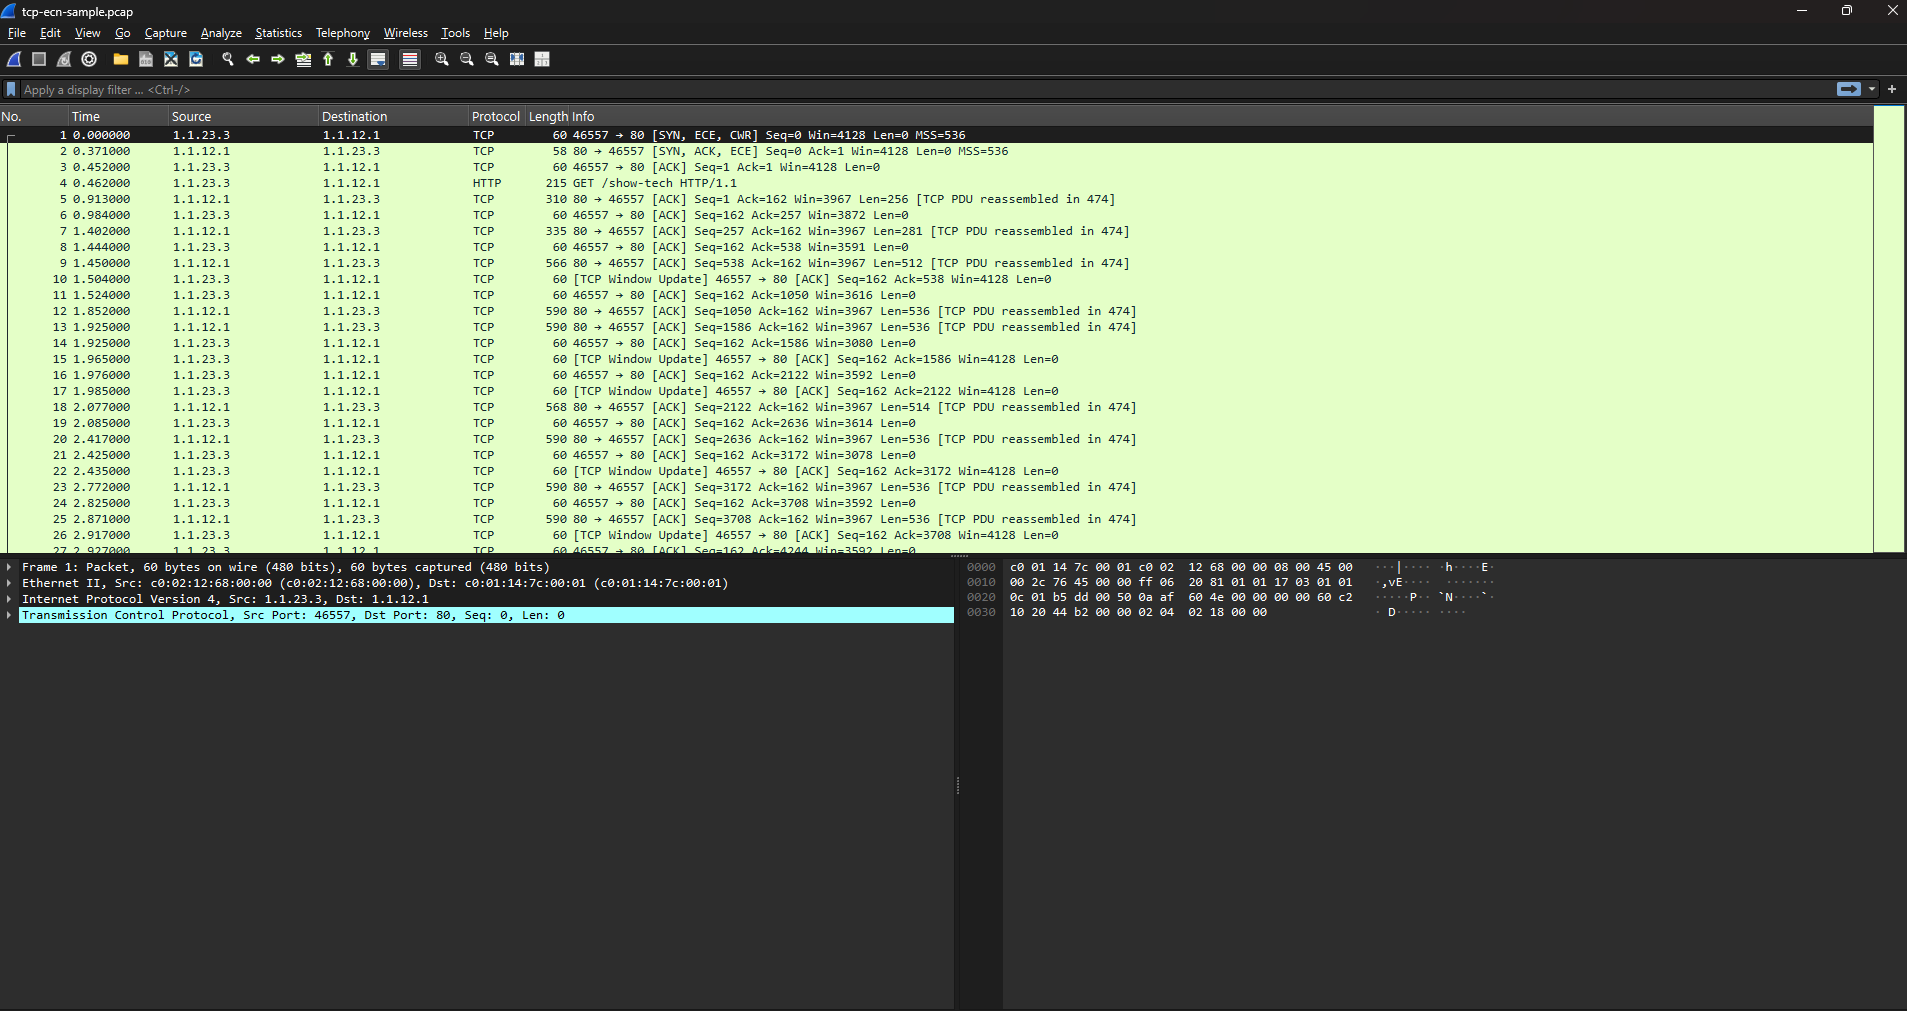 tcp-ecn-sample.pcap
File Edit View Go Capture Analyze Statistics Telephony Wireless Tools Help
Apply a display filter ... <Ctrl-/>
No. Time Source Destination Protocol Length Info
1 0.000000 1.1.23.3 1.1.12.1 TCP 60 46557 → 80 [SYN, ECE, CWR] Seq=0 Win=4128 Len=0 MSS=536
2 0.371000 1.1.12.1 1.1.23.3 TCP 58 80 → 46557 [SYN, ACK, ECE] Seq=0 Ack=1 Win=4128 Len=0 MSS=536
3 0.452000 1.1.23.3 1.1.12.1 TCP 60 46557 → 80 [ACK] Seq=1 Ack=1 Win=4128 Len=0
4 0.462000 1.1.23.3 1.1.12.1 HTTP 215 GET /show-tech HTTP/1.1
5 0.913000 1.1.12.1 1.1.23.3 TCP 310 80 → 46557 [ACK] Seq=1 Ack=162 Win=3967 Len=256 [TCP PDU reassembled in 474]
6 0.984000 1.1.23.3 1.1.12.1 TCP 60 46557 → 80 [ACK] Seq=162 Ack=257 Win=3872 Len=0
7 1.402000 1.1.12.1 1.1.23.3 TCP 335 80 → 46557 [ACK] Seq=257 Ack=162 Win=3967 Len=281 [TCP PDU reassembled in 474]
8 1.444000 1.1.23.3 1.1.12.1 TCP 60 46557 → 80 [ACK] Seq=162 Ack=538 Win=3591 Len=0
9 1.450000 1.1.12.1 1.1.23.3 TCP 566 80 → 46557 [ACK] Seq=538 Ack=162 Win=3967 Len=512 [TCP PDU reassembled in 474]
10 1.504000 1.1.23.3 1.1.12.1 TCP 60 [TCP Window Update] 46557 → 80 [ACK] Seq=162 Ack=538 Win=4128 Len=0
11 1.524000 1.1.23.3 1.1.12.1 TCP 60 46557 → 80 [ACK] Seq=162 Ack=1050 Win=3616 Len=0
12 1.852000 1.1.12.1 1.1.23.3 TCP 590 80 → 46557 [ACK] Seq=1050 Ack=162 Win=3967 Len=536 [TCP PDU reassembled in 474]
13 1.925000 1.1.12.1 1.1.23.3 TCP 590 80 → 46557 [ACK] Seq=1586 Ack=162 Win=3967 Len=536 [TCP PDU reassembled in 474]
14 1.925000 1.1.23.3 1.1.12.1 TCP 60 46557 → 80 [ACK] Seq=162 Ack=1586 Win=3080 Len=0
15 1.965000 1.1.23.3 1.1.12.1 TCP 60 [TCP Window Update] 46557 → 80 [ACK] Seq=162 Ack=1586 Win=4128 Len=0
16 1.976000 1.1.23.3 1.1.12.1 TCP 60 46557 → 80 [ACK] Seq=162 Ack=2122 Win=3592 Len=0
17 1.985000 1.1.23.3 1.1.12.1 TCP 60 [TCP Window Update] 46557 → 80 [ACK] Seq=162 Ack=2122 Win=4128 Len=0
18 2.077000 1.1.12.1 1.1.23.3 TCP 568 80 → 46557 [ACK] Seq=2122 Ack=162 Win=3967 Len=514 [TCP PDU reassembled in 474]
19 2.085000 1.1.23.3 1.1.12.1 TCP 60 46557 → 80 [ACK] Seq=162 Ack=2636 Win=3614 Len=0
20 2.417000 1.1.12.1 1.1.23.3 TCP 590 80 → 46557 [ACK] Seq=2636 Ack=162 Win=3967 Len=536 [TCP PDU reassembled in 474]
21 2.425000 1.1.23.3 1.1.12.1 TCP 60 46557 → 80 [ACK] Seq=162 Ack=3172 Win=3078 Len=0
22 2.435000 1.1.23.3 1.1.12.1 TCP 60 [TCP Window Update] 46557 → 80 [ACK] Seq=162 Ack=3172 Win=4128 Len=0
23 2.772000 1.1.12.1 1.1.23.3 TCP 590 80 → 46557 [ACK] Seq=3172 Ack=162 Win=3967 Len=536 [TCP PDU reassembled in 474]
24 2.825000 1.1.23.3 1.1.12.1 TCP 60 46557 → 80 [ACK] Seq=162 Ack=3708 Win=3592 Len=0
25 2.871000 1.1.12.1 1.1.23.3 TCP 590 80 → 46557 [ACK] Seq=3708 Ack=162 Win=3967 Len=536 [TCP PDU reassembled in 474]
26 2.917000 1.1.23.3 1.1.12.1 TCP 60 [TCP Window Update] 46557 → 80 [ACK] Seq=162 Ack=3708 Win=4128 Len=0
27 2.927000 1.1.23.3 1.1.12.1 TCP 60 46557 → 80 [ACK] Seq=162 Ack=4244 Win=3592 Len=0
Frame 1: Packet, 60 bytes on wire (480 bits), 60 bytes captured (480 bits)
Ethernet II, Src: c0:02:12:68:00:00 (c0:02:12:68:00:00), Dst: c0:01:14:7c:00:01 (c0:01:14:7c:00:01)
Internet Protocol Version 4, Src: 1.1.23.3, Dst: 1.1.12.1
Transmission Control Protocol, Src Port: 46557, Dst Port: 80, Seq: 0, Len: 0
0000 c0 01 14 7c 00 01 c0 02 12 68 00 00 08 00 45 00 ···|···· ·h····E·
0010 00 2c 76 45 00 00 ff 06 20 81 01 01 17 03 01 01 ·,vE···· ·······
0020 0c 01 b5 dd 00 50 0a af 60 4e 00 00 00 00 60 c2 ·····P·· `N····`·
0030 10 20 44 b2 00 00 02 04 02 18 00 00 · D····· ····